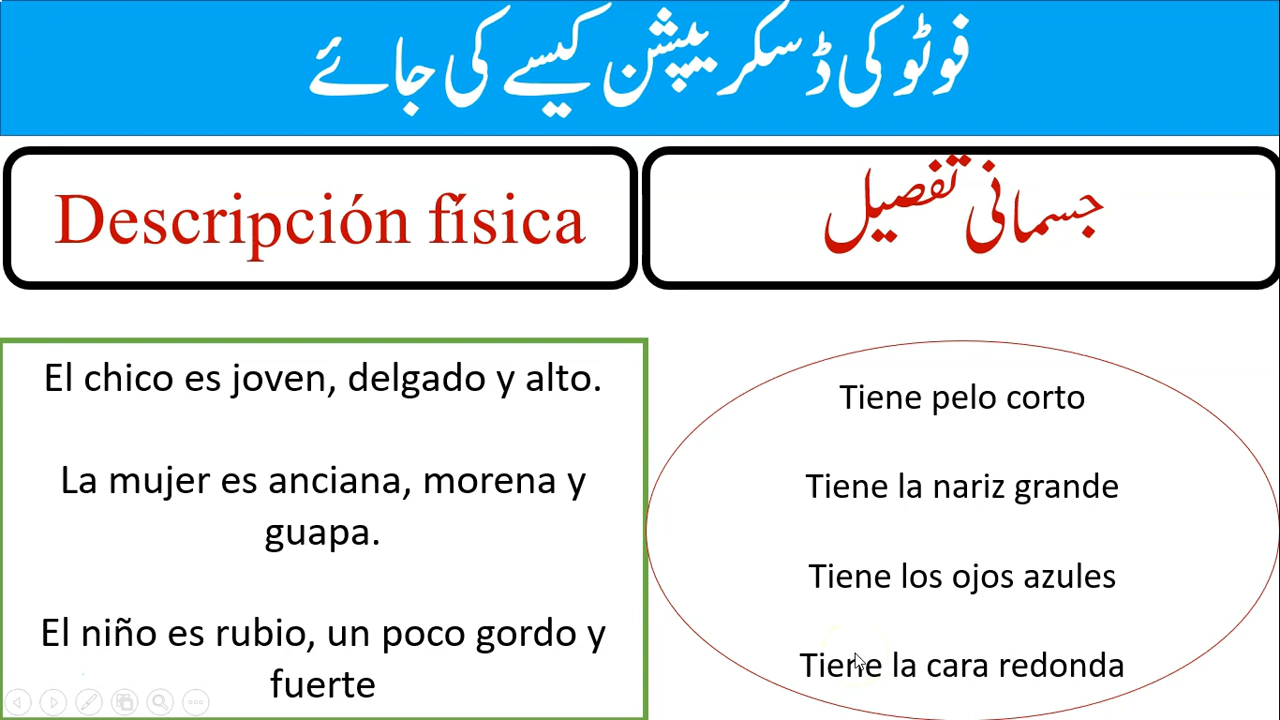 فوٹو کی ڈسکریپشن کیسے کی جائے
Descripción física
جسمانی تفصیل
El chico es joven, delgado y alto.
La mujer es anciana, morena y
guapa.
El niño es rubio, un poco gordo y
fuerte
Tiene pelo corto
Tiene la nariz grande
Tiene los ojos azules
Tiene la cara redonda